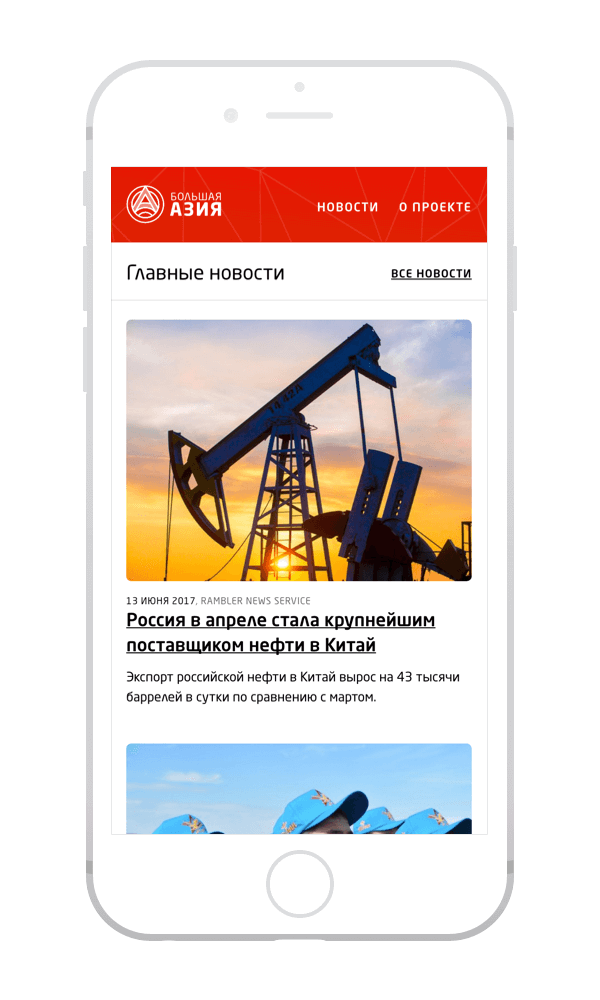 БОЛЬШАЯ
АЗИЯ
НОВОСТИ О ПРОЕКТЕ
Главные новости
ВСЕ НОВОСТИ
13 ИЮНЯ 2017, RAMBLER NEWS SERVICE
Россия в апреле стала крупнейшим
поставщиком нефти в Китай
Экспорт российской нефти в Китай вырос на 43 тысячи
баррелей в сутки по сравнению с мартом.